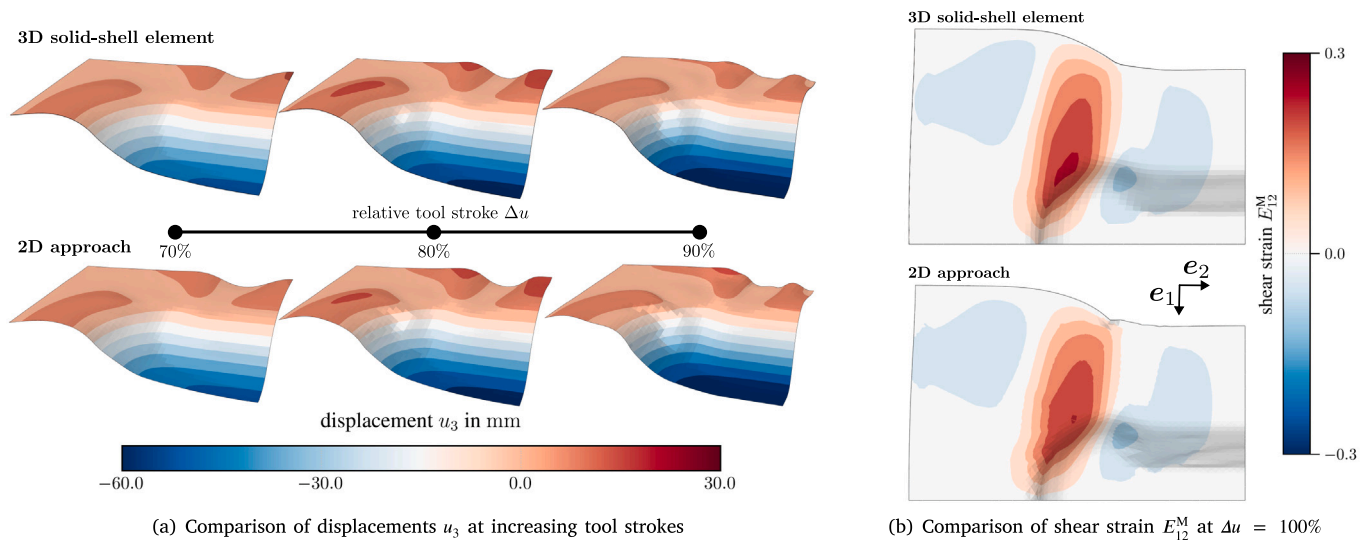 3D solid-shell element
relative tool stroke Δu
2D approach
70%
80%
90%
displacement u₃ in mm
−60.0
−30.0
0.0
30.0
(a) Comparison of displacements u₃ at increasing tool strokes
3D solid-shell element
2D approach
e₂
e₁
0.3
0.0
−0.3
shear strain E₁₂ᴹ
(b) Comparison of shear strain E₁₂ᴹ at Δu = 100%